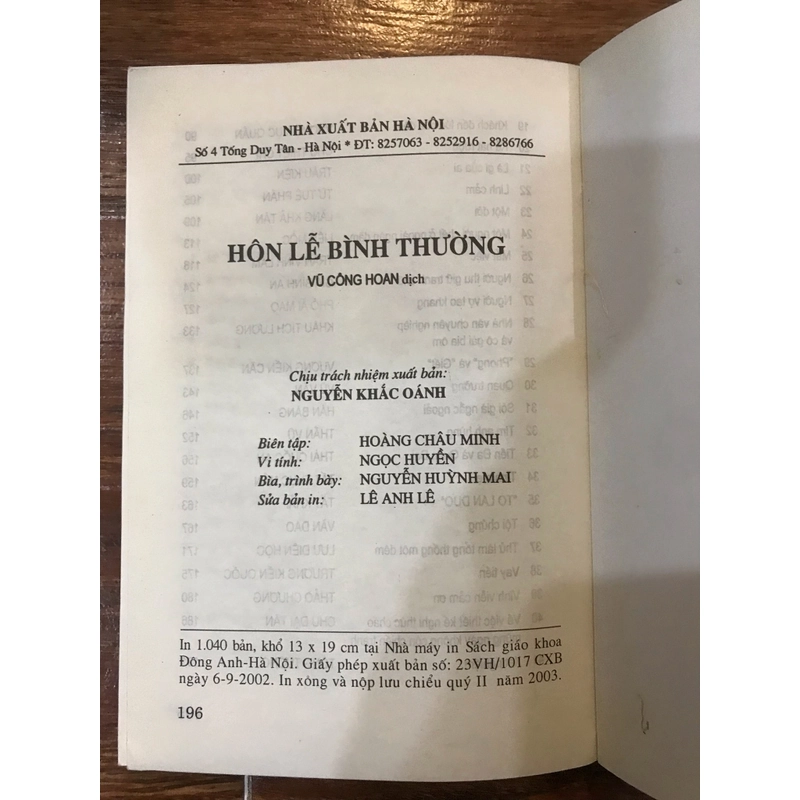 NHÀ XUẤT BẢN HÀ NỘI
Số 4 Tống Duy Tân - Hà Nội * ĐT: 8257063 - 8252916 - 8286766
HÔN LỄ BÌNH THƯỜNG
VŨ CÔNG HOAN dịch
Chịu trách nhiệm xuất bản:
NGUYỄN KHẮC OÁNH
Biên tập: HOÀNG CHÂU MINH
Vi tính: NGỌC HUYỀN
Bìa, trình bày: NGUYỄN HUỲNH MAI
Sửa bản in: LÊ ANH LÊ
In 1.040 bản, khổ 13 x 19 cm tại Nhà máy in Sách giáo khoa
Đông Anh-Hà Nội. Giấy phép xuất bản số: 23VH/1017 CXB
ngày 6-9-2002. In xong và nộp lưu chiểu quý II năm 2003.
196